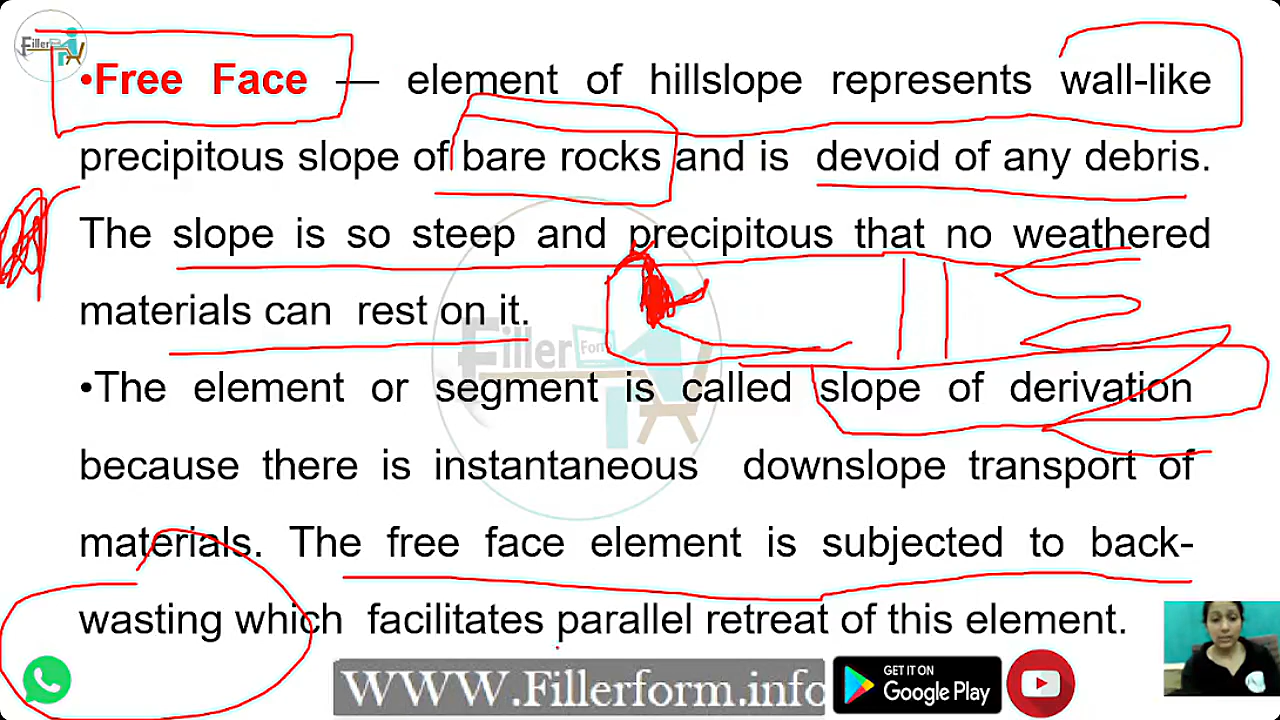 Filler
•Free Face — element of hillslope represents wall-like
precipitous slope of bare rocks and is devoid of any debris.
The slope is so steep and precipitous that no weathered
materials can rest on it.
Filler Form
•The element or segment is called slope of derivation
because there is instantaneous downslope transport of
materials. The free face element is subjected to back-
wasting which facilitates parallel retreat of this element.
WWW.Fillerform.info
GET IT ON
Google Play